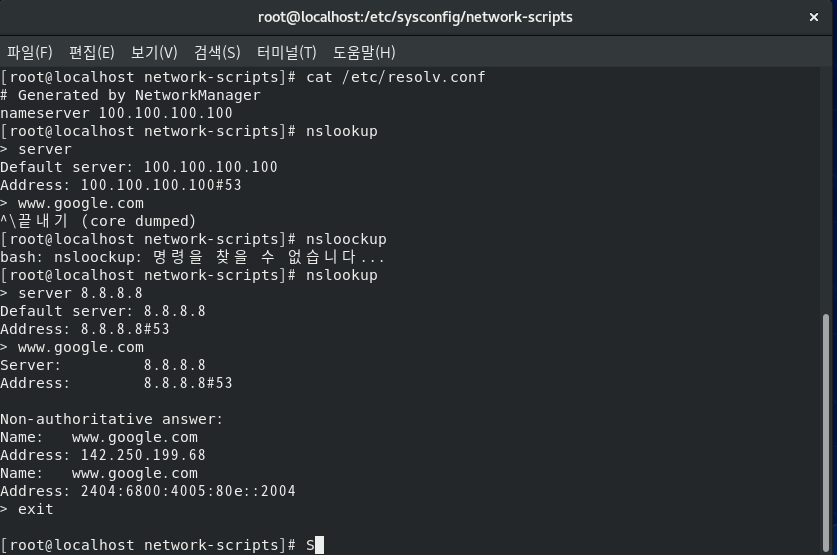 root@localhost:/etc/sysconfig/network-scripts ×
파일(F) 편집(E) 보기(V) 검색(S) 터미널(T) 도움말(H)
[root@localhost network-scripts]# cat /etc/resolv.conf
# Generated by NetworkManager
nameserver 100.100.100.100
[root@localhost network-scripts]# nslookup
> server
Default server: 100.100.100.100
Address: 100.100.100.100#53
> www.google.com
^\끝내기 (core dumped)
[root@localhost network-scripts]# nsloockup
bash: nsloockup: 명령을 찾을 수 없습니다...
[root@localhost network-scripts]# nslookup
> server 8.8.8.8
Default server: 8.8.8.8
Address: 8.8.8.8#53
> www.google.com
Server: 8.8.8.8
Address: 8.8.8.8#53
Non-authoritative answer:
Name: www.google.com
Address: 142.250.199.68
Name: www.google.com
Address: 2404:6800:4005:80e::2004
> exit
[root@localhost network-scripts]# S